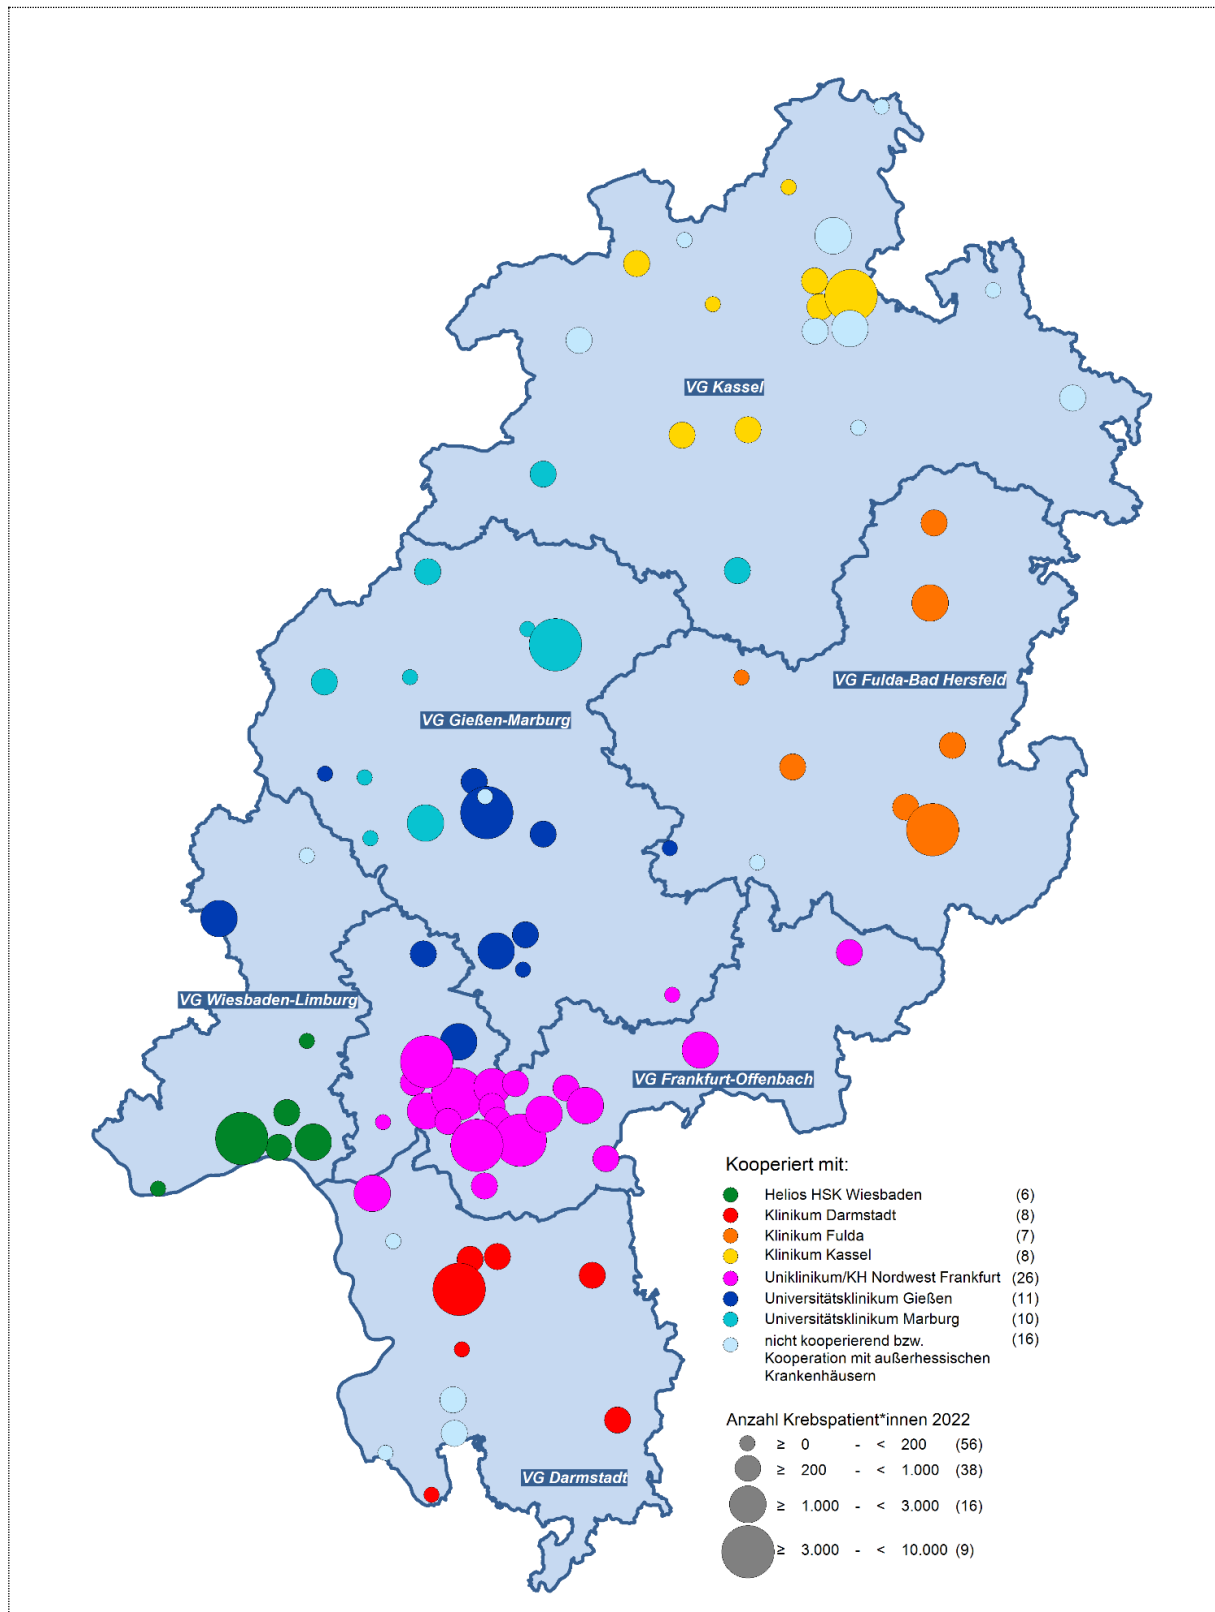 VG Kassel
VG Fulda-Bad Hersfeld
VG Gießen-Marburg
VG Wiesbaden-Limburg
VG Frankfurt-Offenbach
Kooperiert mit:
Helios HSK Wiesbaden (6)
Klinikum Darmstadt (8)
Klinikum Fulda (7)
Klinikum Kassel (8)
Uniklinikum/KH Nordwest Frankfurt (26)
Universitätsklinikum Gießen (11)
Universitätsklinikum Marburg (10)
nicht kooperierend bzw. (16)
Kooperation mit außerhessischen
Krankenhäusern
Anzahl Krebspatient*innen 2022
≥ 0 - < 200 (56)
≥ 200 - < 1.000 (38)
≥ 1.000 - < 3.000 (16)
≥ 3.000 - < 10.000 (9)
VG Darmstadt